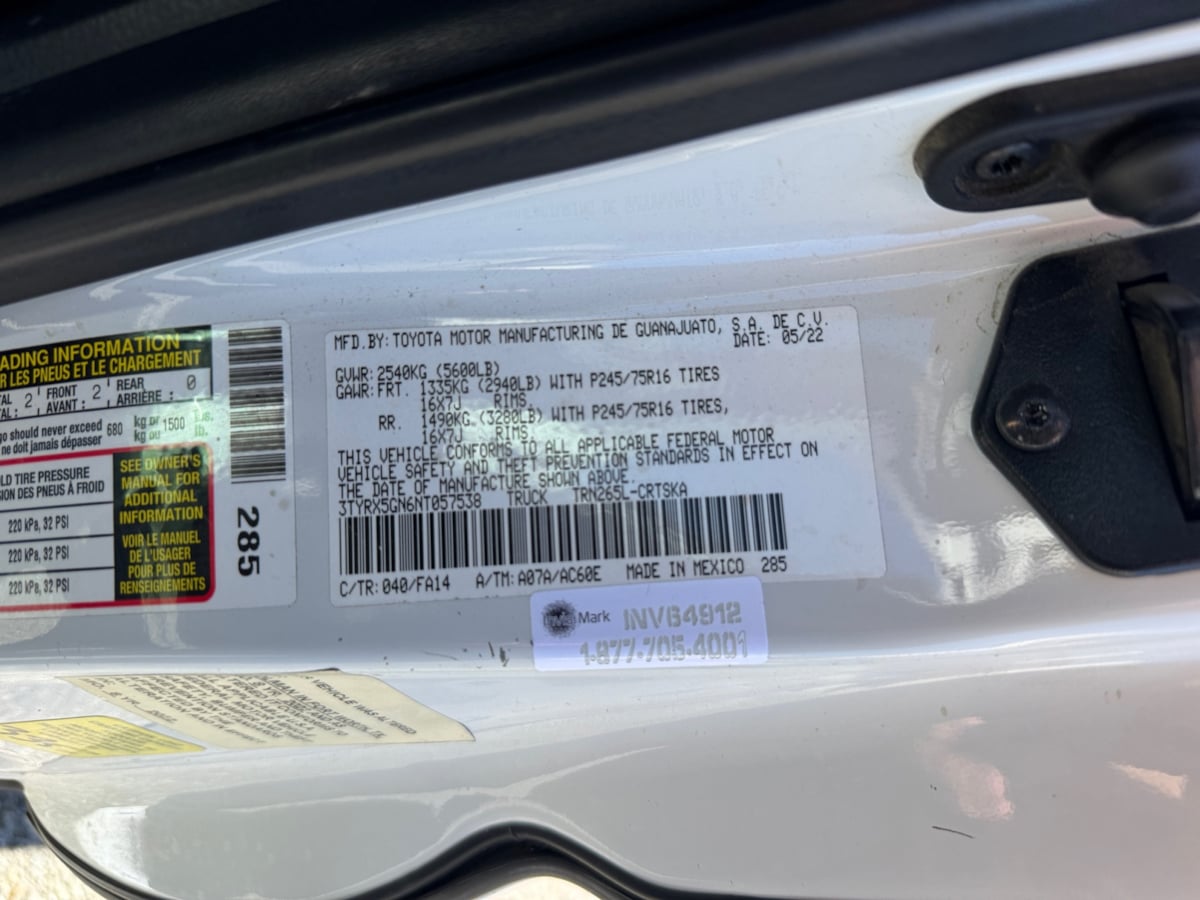 ADING INFORMATION
R LES PNEUS ET LE CHARGEMENT
TAL 2 FRONT 2 REAR 0
AVANT : ARRIÈRE :
go should never exceed 680 kg or 1500 lbs.
ne doit jamais dépasser kg ou lb.
LD TIRE PRESSURE
SION DES PNEUS À FROID
220 kPa, 32 PSI
220 kPa, 32 PSI
220 kPa, 32 PSI
SEE OWNER'S
MANUAL FOR
ADDITIONAL
INFORMATION
VOIR LE MANUEL
DE L'USAGER
POUR PLUS DE
RENSEIGNEMENTS
285
MFD.BY:TOYOTA MOTOR MANUFACTURING DE GUANAJUATO, S.A. DE C.V.
DATE: 05/22
GVWR:2540KG (5600LB)
GAWR:FRT. 1335KG (2940LB) WITH P245/75R16 TIRES
16X7J RIMS,
RR. 1490KG (3280LB) WITH P245/75R16 TIRES,
16X7J RIMS.
THIS VEHICLE CONFORMS TO ALL APPLICABLE FEDERAL MOTOR
VEHICLE SAFETY AND THEFT PREVENTION STANDARDS IN EFFECT ON
THE DATE OF MANUFACTURE SHOWN ABOVE.
3TYRX5GN6NT057538 TRUCK TRN265L-CRTSKA
C/TR:040/FA14 A/TM:A07A/AC60E MADE IN MEXICO 285
Mark INVB4912
1-877-705-4001